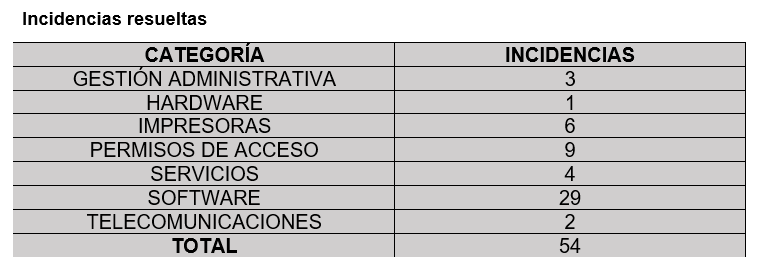 Incidencias resueltas
CATEGORÍA INCIDENCIAS
GESTIÓN ADMINISTRATIVA 3
HARDWARE 1
IMPRESORAS 6
PERMISOS DE ACCESO 9
SERVICIOS 4
SOFTWARE 29
TELECOMUNICACIONES 2
TOTAL 54